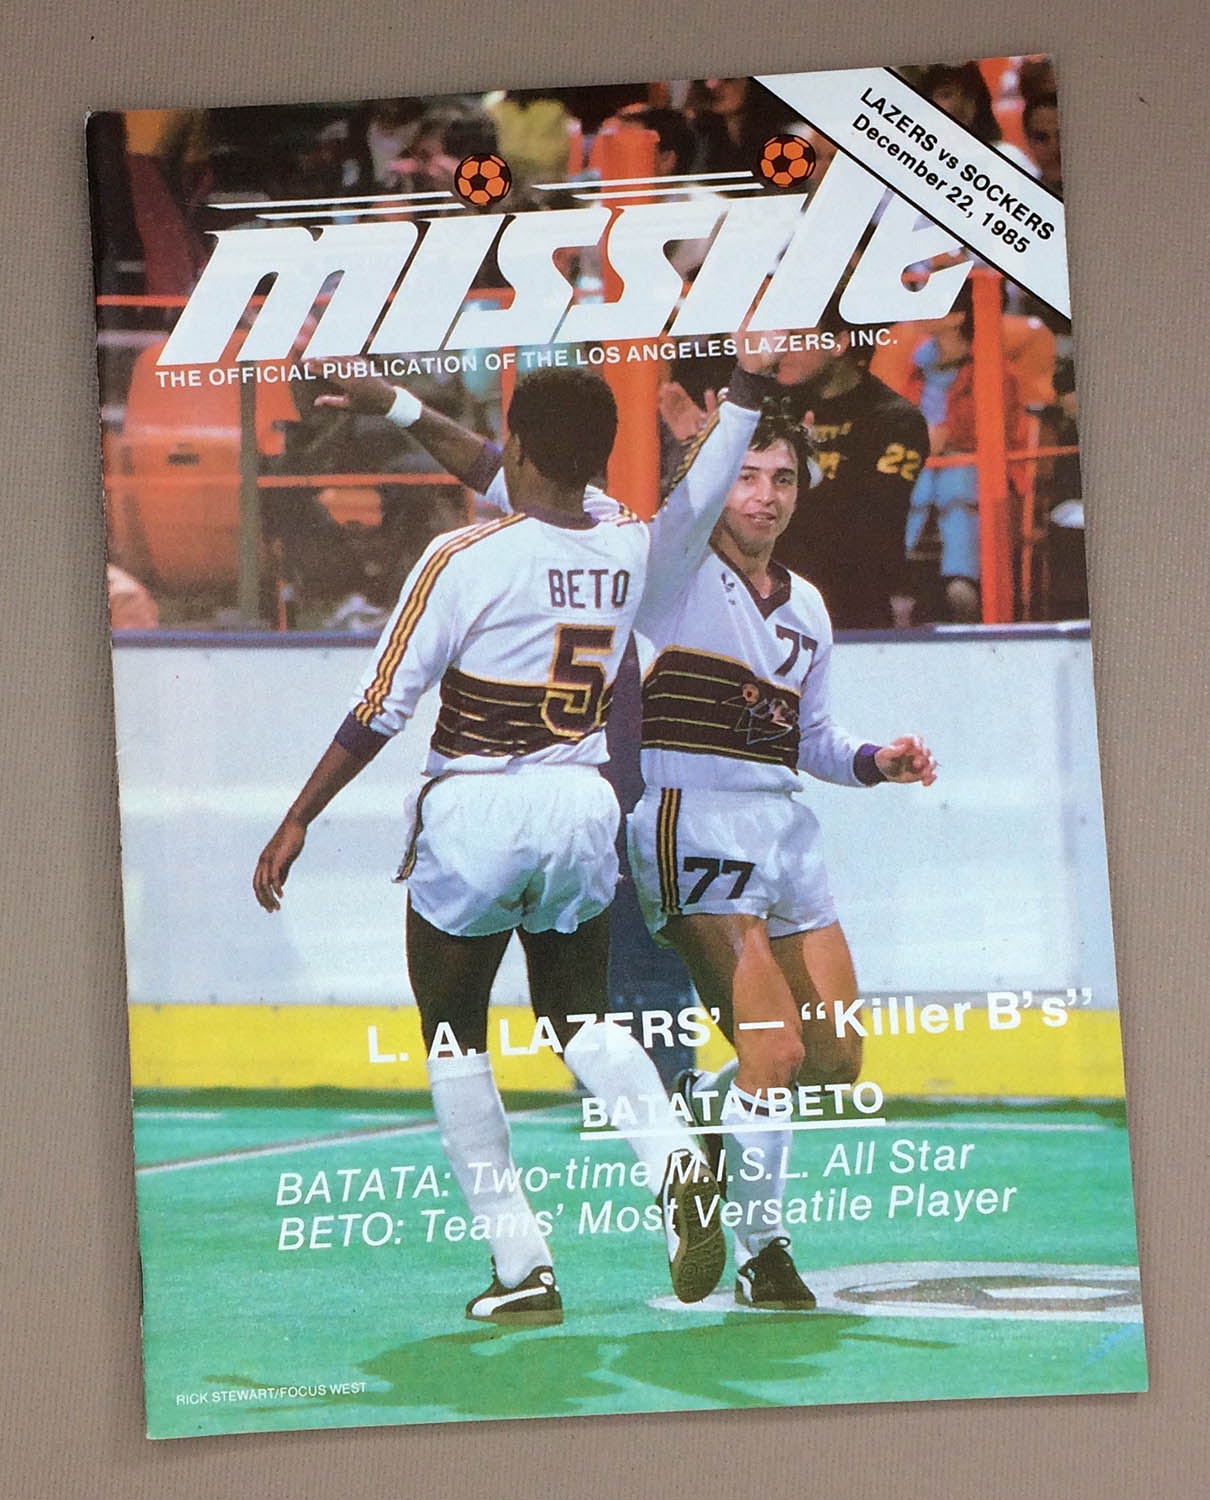 LAZERS vs SOCKERS
December 22, 1985
missile
THE OFFICIAL PUBLICATION OF THE LOS ANGELES LAZERS, INC.
22
BETO
5
77
77
L. A. LAZERS' — “Killer B's”
BATATA/BETO
BATATA: Two-time M.I.S.L. All Star
BETO: Teams' Most Versatile Player
RICK STEWART/FOCUS WEST